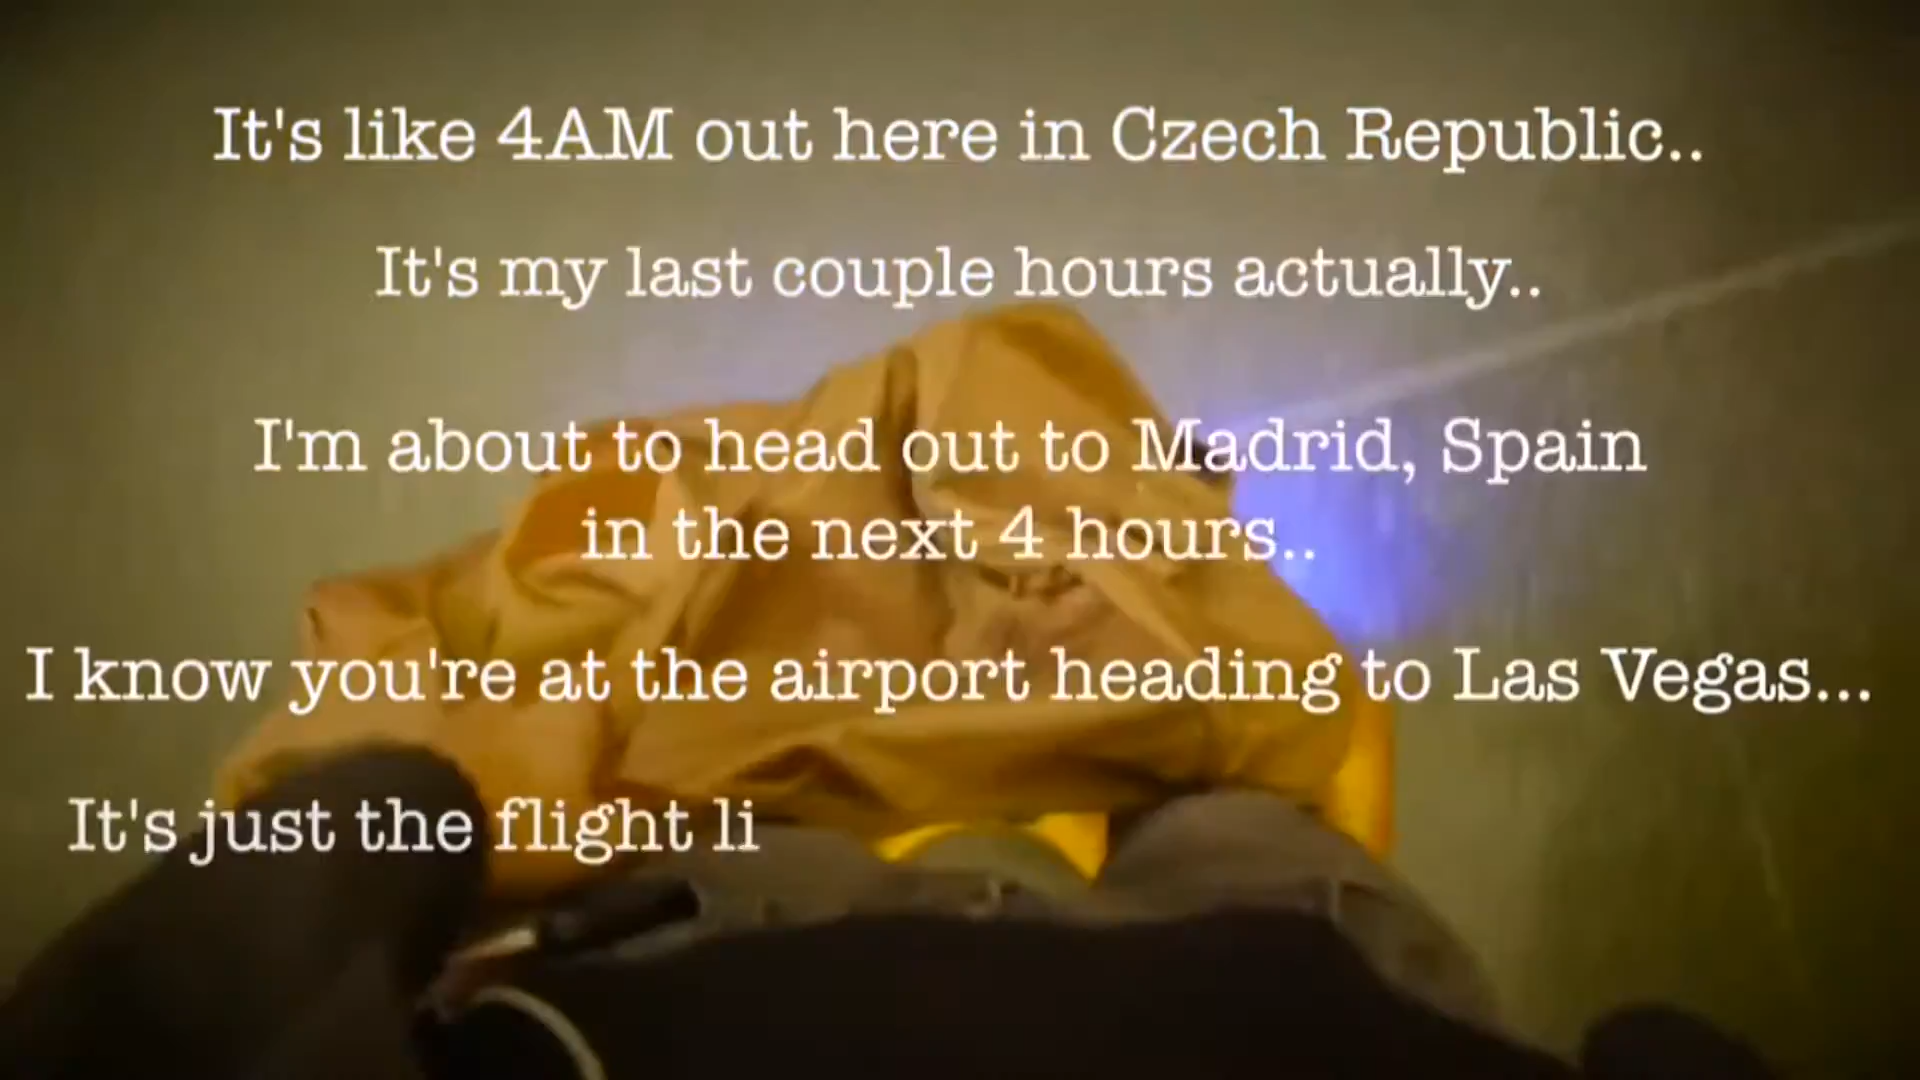 It's like 4AM out here in Czech Republic..
It's my last couple hours actually..
I'm about to head out to Madrid, Spain
in the next 4 hours..
I know you're at the airport heading to Las Vegas...
It's just the flight li